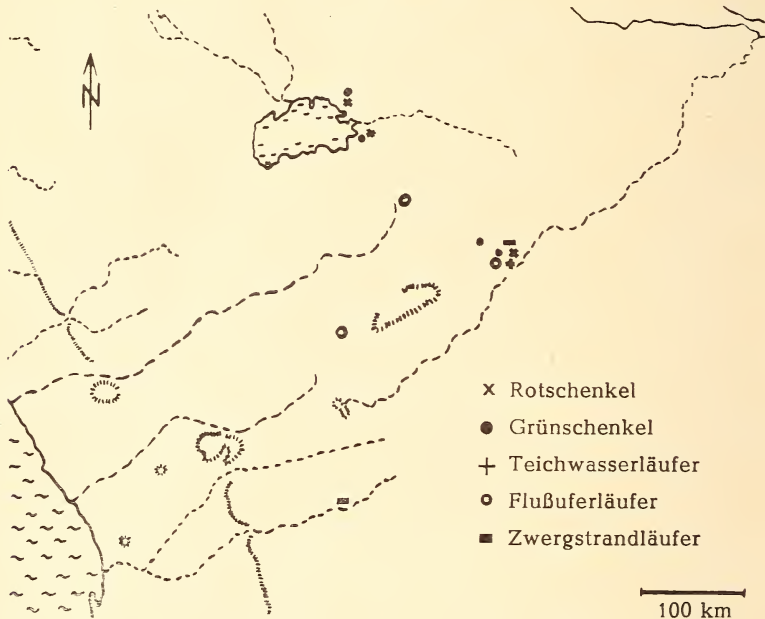 N
x Rotschenkel
● Grünschenkel
+ Teichwasserläufer
o Flußuferläufer
■ Zwergstrandläufer
100 km